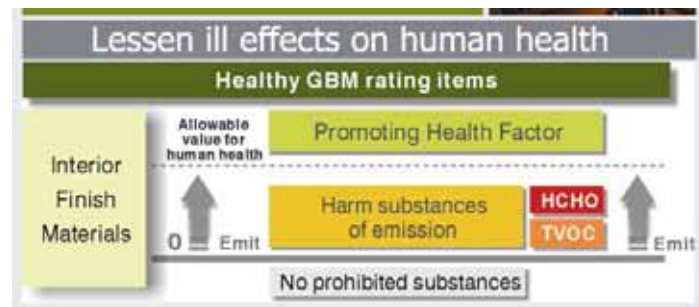 Lessen ill effects on human health
Healthy GBM rating items
Allowable
value for
human health
Promoting Health Factor
Interior
Finish
Materials
Harm substances
of emission
HCHO
TVOC
0 Emit
Emit
No prohibited substances